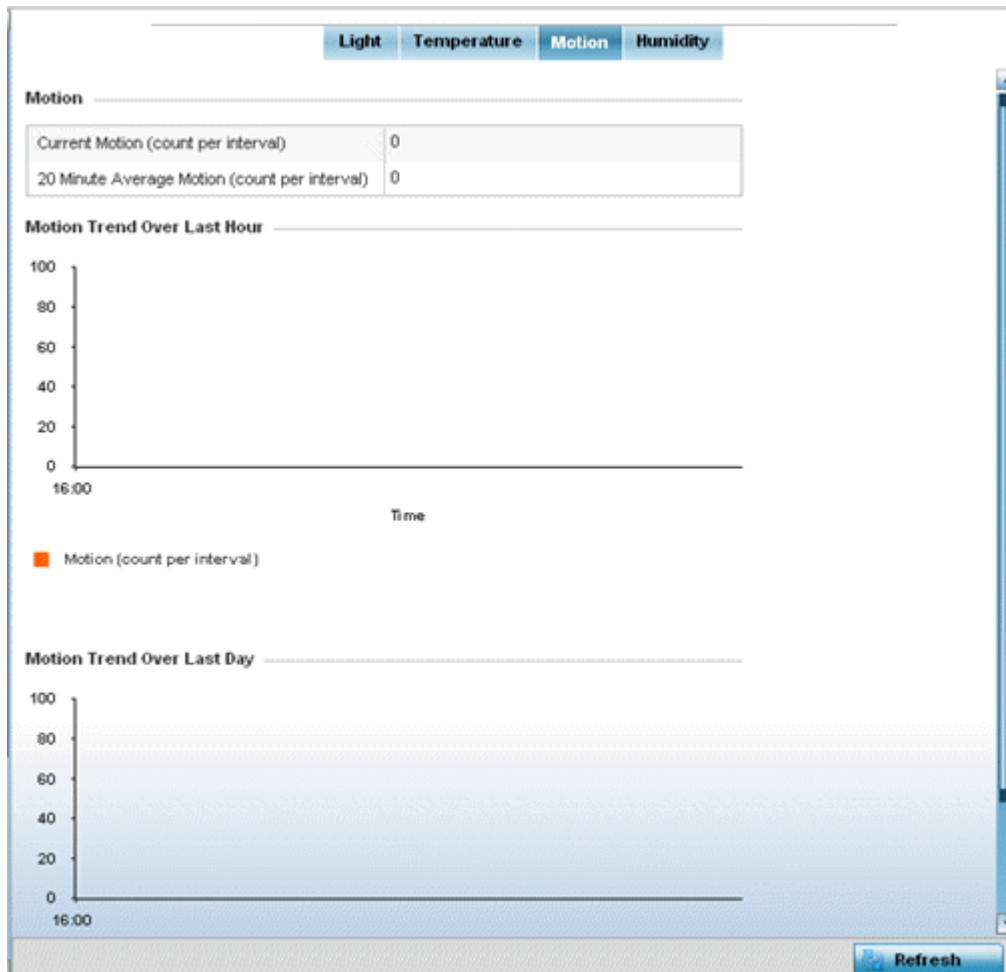 Light Temperature Motion Humidity
Motion
Current Motion (count per interval) 0
20 Minute Average Motion (count per interval) 0
Motion Trend Over Last Hour
100
80
60
40
20
0
16:00
Time
Motion (count per interval)
Motion Trend Over Last Day
100
80
60
40
20
0
16:00
Refresh